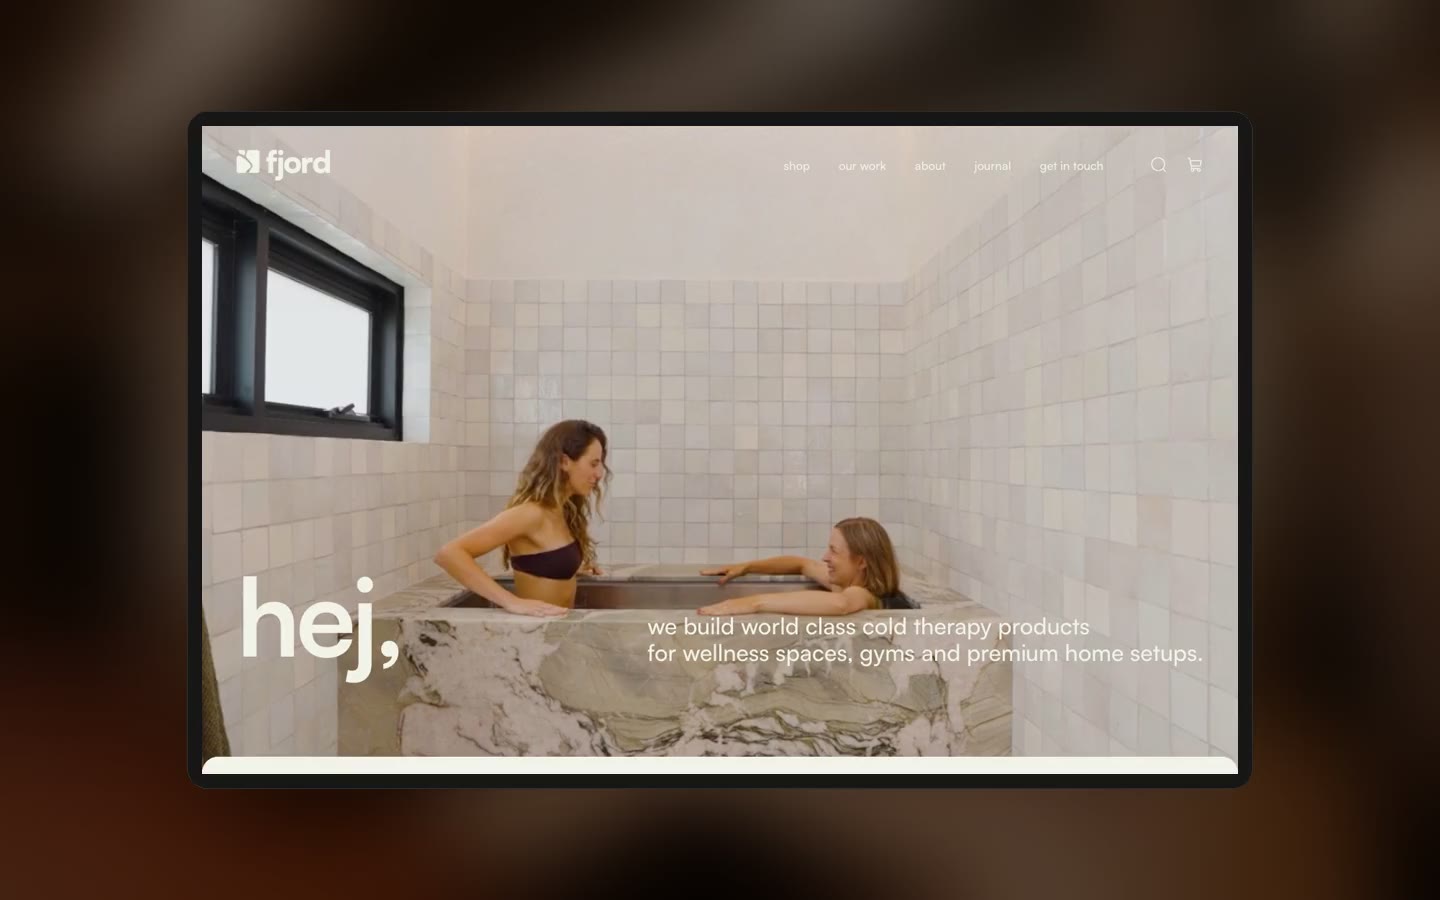 fjord
shop our work about journal get in touch
hej,
we build world class cold therapy products
for wellness spaces, gyms and premium home setups.